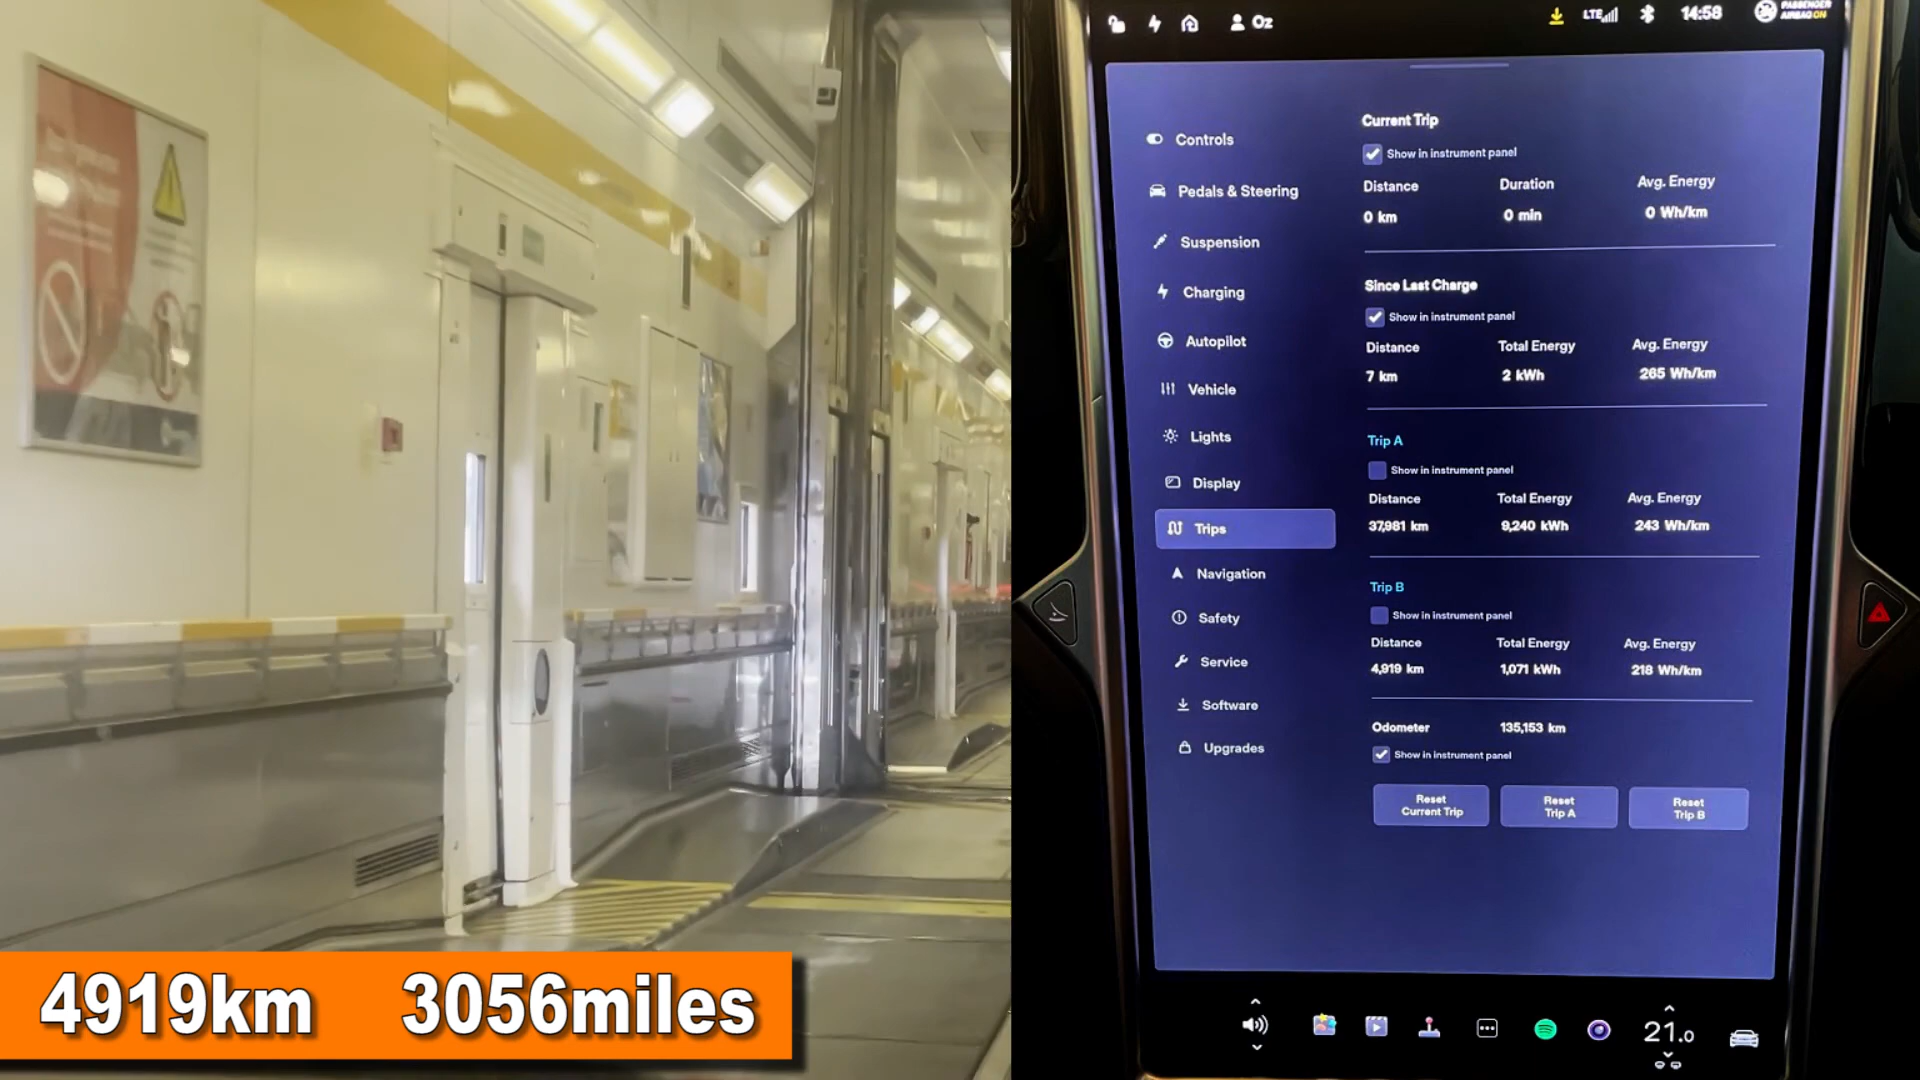 4919km 3056miles
Oz
LTE 14:58 PASSENGER
AIRBAG ON
Controls
Pedals & Steering
Suspension
Charging
Autopilot
Vehicle
Lights
Display
Trips
Navigation
Safety
Service
Software
Upgrades
Current Trip
Show in instrument panel
Distance Duration Avg. Energy
0 km 0 min 0 Wh/km
Since Last Charge
Show in instrument panel
Distance Total Energy Avg. Energy
7 km 2 kWh 265 Wh/km
Trip A
Show in instrument panel
Distance Total Energy Avg. Energy
37,981 km 9,240 kWh 243 Wh/km
Trip B
Show in instrument panel
Distance Total Energy Avg. Energy
4,919 km 1,071 kWh 218 Wh/km
Odometer 135,153 km
Show in instrument panel
Reset
Current Trip
Reset
Trip A
Reset
Trip B
21.0